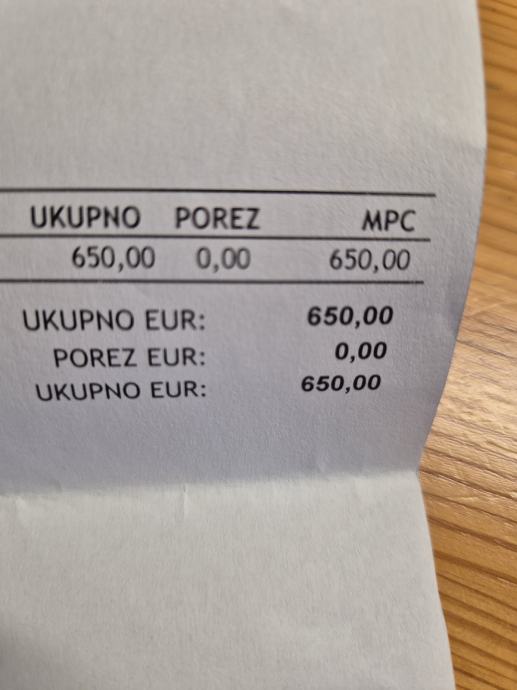 UKUPNO POREZ MPC
650,00 0,00 650,00
UKUPNO EUR: 650,00
POREZ EUR: 0,00
UKUPNO EUR: 650,00